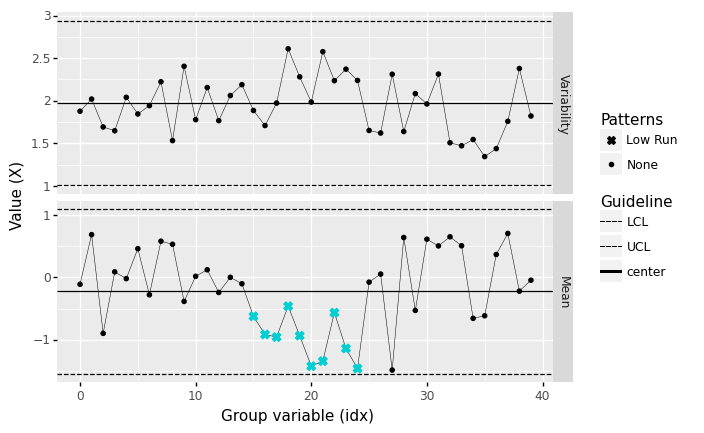 3
2.5
2
1.5
1
Variability
1
0
−1
Mean
0
10
20
30
40
Group variable (idx)
Value (X)
Patterns
Low Run
None
Guideline
LCL
UCL
center